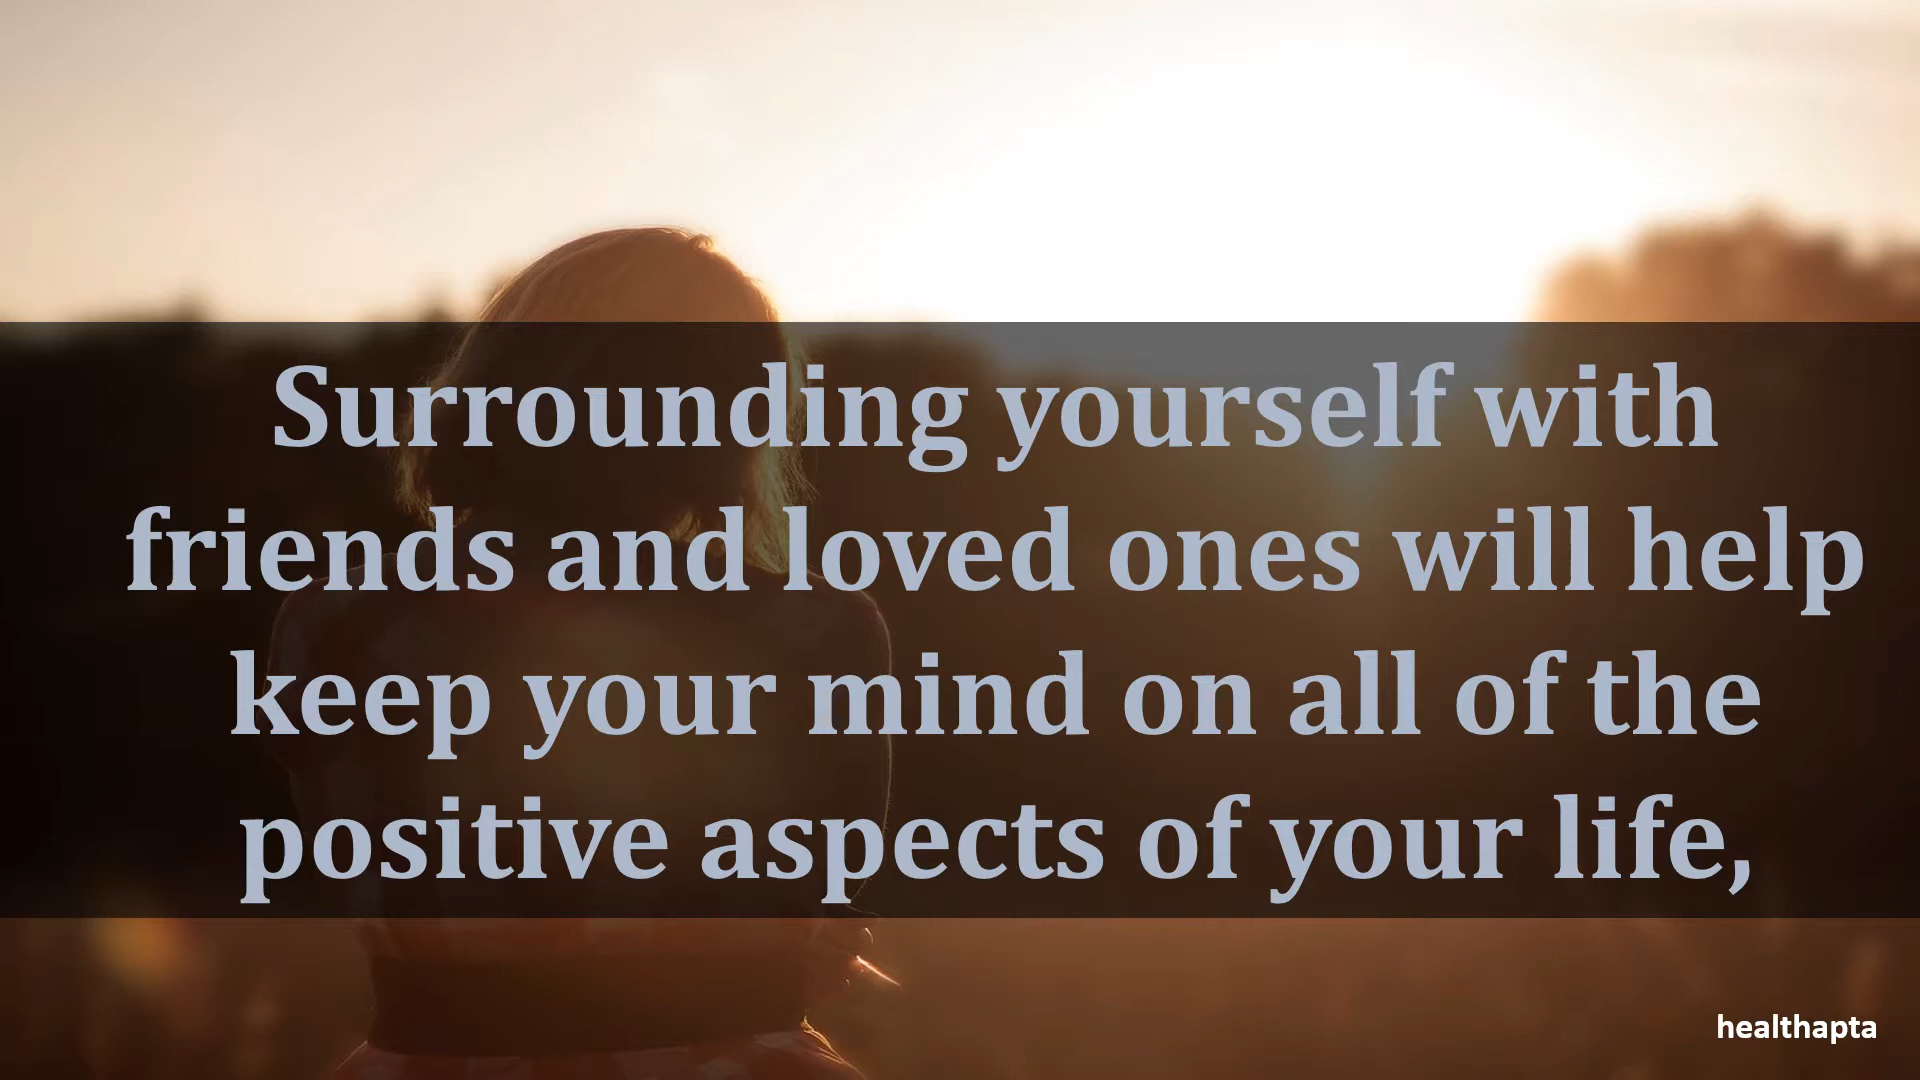 Surrounding yourself with
friends and loved ones will help
keep your mind on all of the
positive aspects of your life,
healthapta